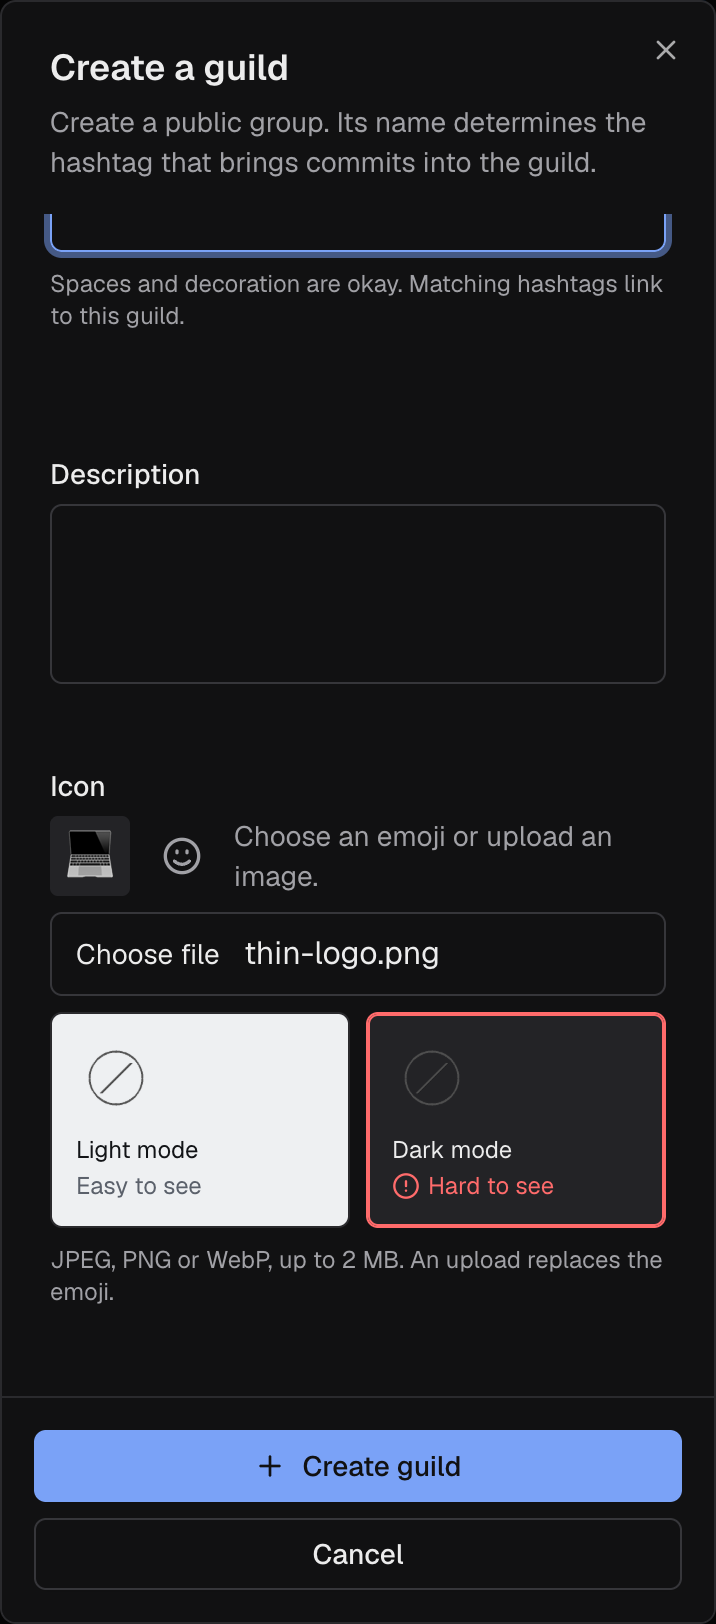 Create a guild
Create a public group. Its name determines the
hashtag that brings commits into the guild.
Spaces and decoration are okay. Matching hashtags link
to this guild.
Description
Icon
Choose an emoji or upload an
image.
Choose file thin-logo.png
Light mode
Easy to see
Dark mode
Hard to see
JPEG, PNG or WebP, up to 2 MB. An upload replaces the
emoji.
Create guild
Cancel